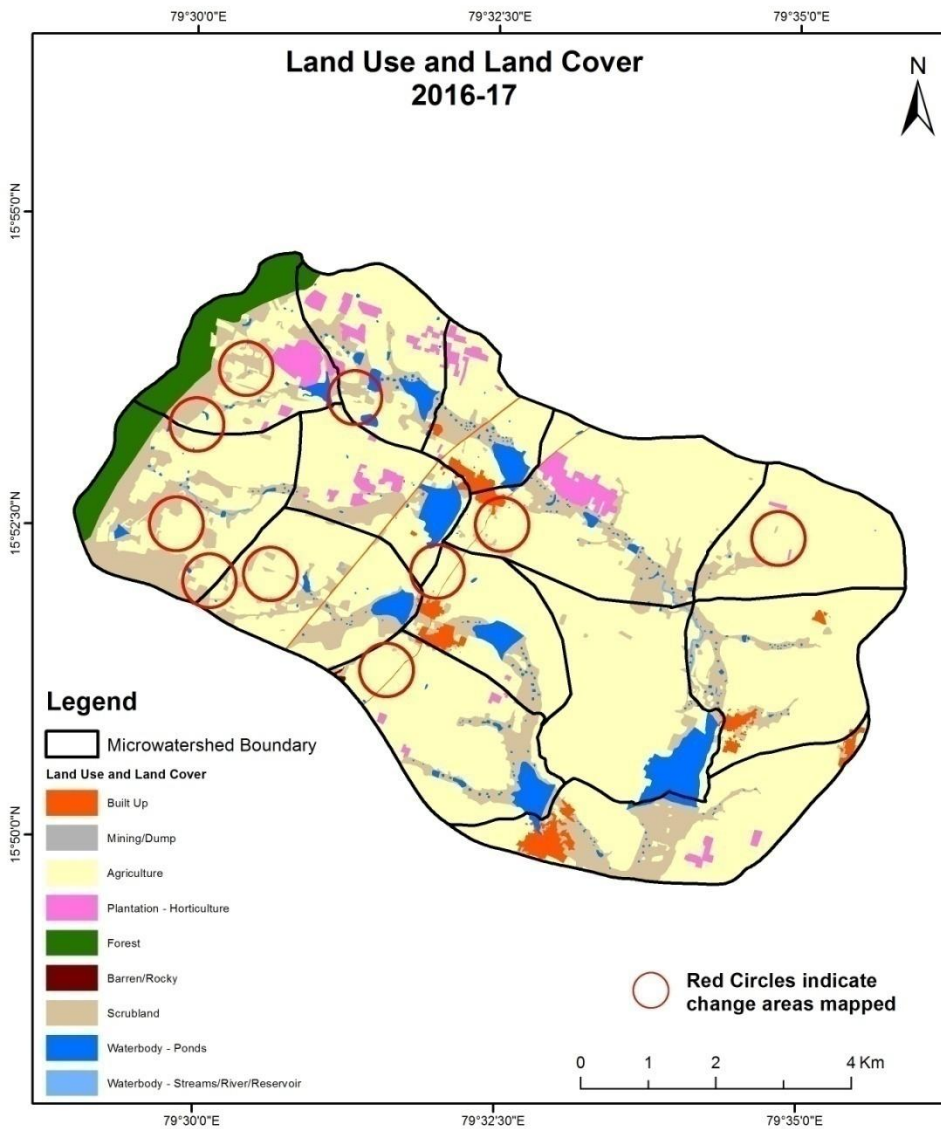 79°30'0"E
79°32'30"E
79°35'0"E
Land Use and Land Cover
2016-17
N
15°55'0"N
15°52'30"N
15°50'0"N
Legend
Microwatershed Boundary
Land Use and Land Cover
Built Up
Mining/Dump
Agriculture
Plantation - Horticulture
Forest
Barren/Rocky
Scrubland
Waterbody - Ponds
Waterbody - Streams/River/Reservoir
Red Circles indicate
change areas mapped
0 1 2 4 Km
79°30'0"E
79°32'30"E
79°35'0"E